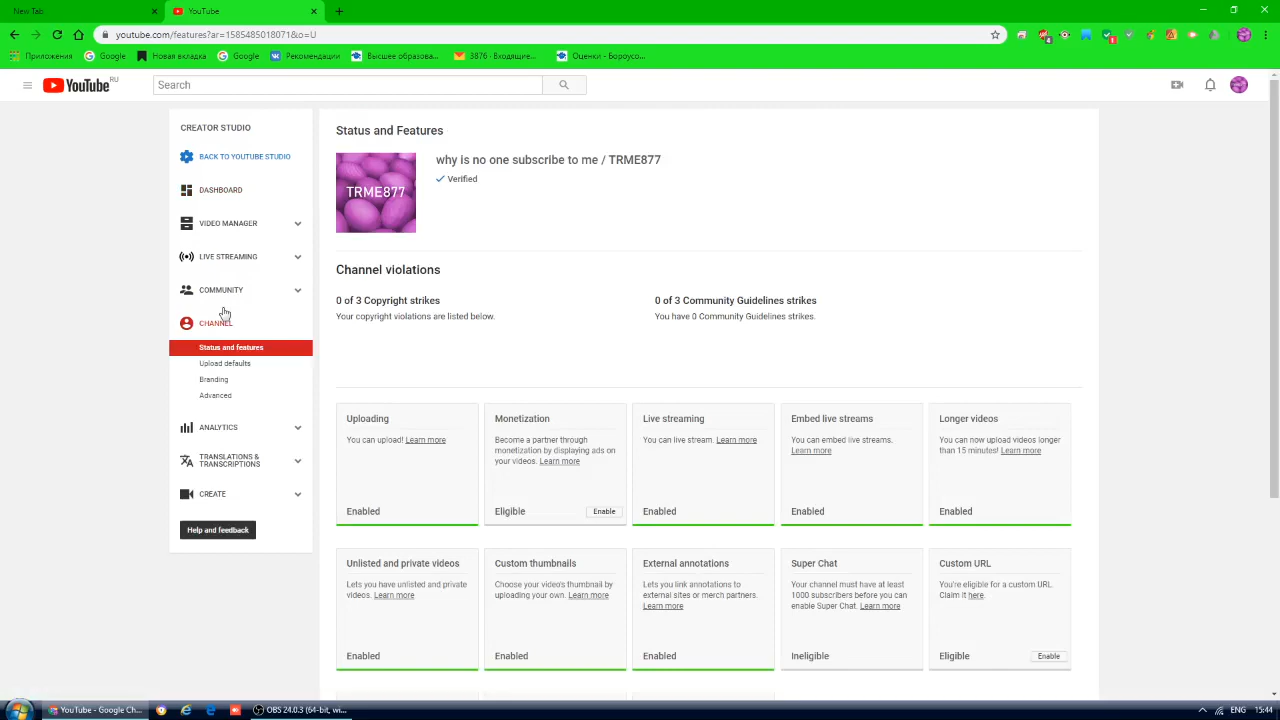 New Tab
YouTube
youtube.com/features?ar=1585485018071&o=U
Приложения
Google
Новая вкладка
Google
Рекомендации
Высшее образова...
3876 - Входящие...
Оценки - Бороусо...
YouTube RU
Search
CREATOR STUDIO
BACK TO YOUTUBE STUDIO
DASHBOARD
VIDEO MANAGER
LIVE STREAMING
COMMUNITY
CHANNEL
Status and features
Upload defaults
Branding
Advanced
ANALYTICS
TRANSLATIONS &
TRANSCRIPTIONS
CREATE
Help and feedback
Status and Features
TRME877
why is no one subscribe to me / TRME877
Verified
Channel violations
0 of 3 Copyright strikes
Your copyright violations are listed below.
0 of 3 Community Guidelines strikes
You have 0 Community Guidelines strikes.
Uploading
You can upload! Learn more
Enabled
Monetization
Become a partner through
monetization by displaying ads on
your videos. Learn more
Eligible
Enable
Live streaming
You can live stream. Learn more
Enabled
Embed live streams
You can embed live streams.
Learn more
Enabled
Longer videos
You can now upload videos longer
than 15 minutes! Learn more
Enabled
Unlisted and private videos
Lets you have unlisted and private
videos. Learn more
Enabled
Custom thumbnails
Choose your video's thumbnail by
uploading your own. Learn more
Enabled
External annotations
Lets you link annotations to
external sites or merch partners.
Learn more
Enabled
Super Chat
Your channel must have at least
1000 subscribers before you can
enable Super Chat. Learn more
Ineligible
Custom URL
You're eligible for a custom URL.
Claim it here.
Eligible
Enable
YouTube - Google Ch...
OBS 24.0.3 (64-bit, wi...
ENG
15:44